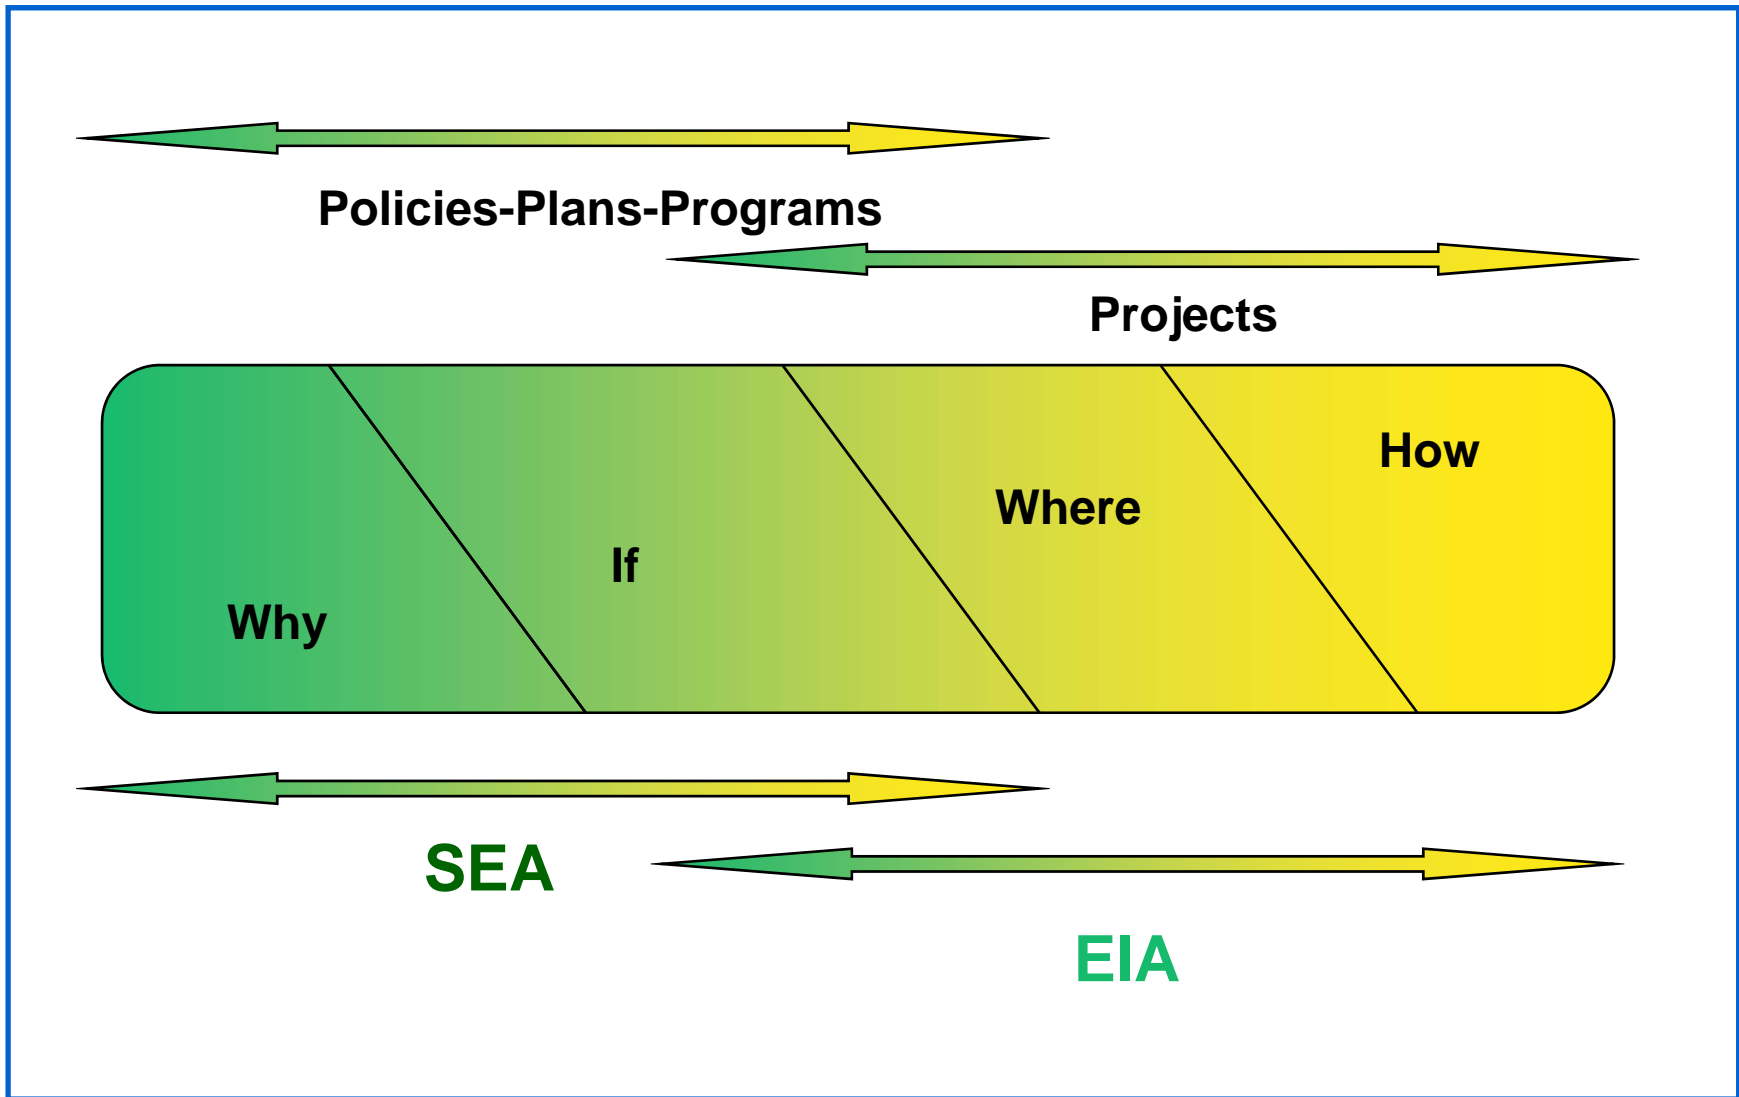 Policies-Plans-Programs
Projects
How
Where
If
Why
SEA
EIA